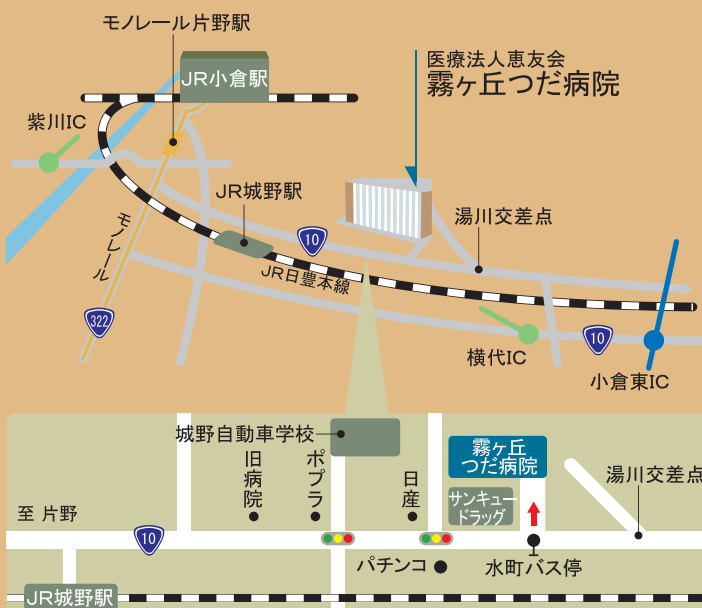 モノレール片野駅
JR小倉駅
医療法人恵友会
霧ヶ丘つだ病院
紫川IC
JR城野駅
湯川交差点
10
モノレール
JR日豊本線
322
10
横代IC
小倉東IC
城野自動車学校
霧ヶ丘
つだ病院
旧病院
ポプラ
日産
サンキュー
ドラッグ
湯川交差点
至 片野
10
パチンコ
水町バス停
JR城野駅